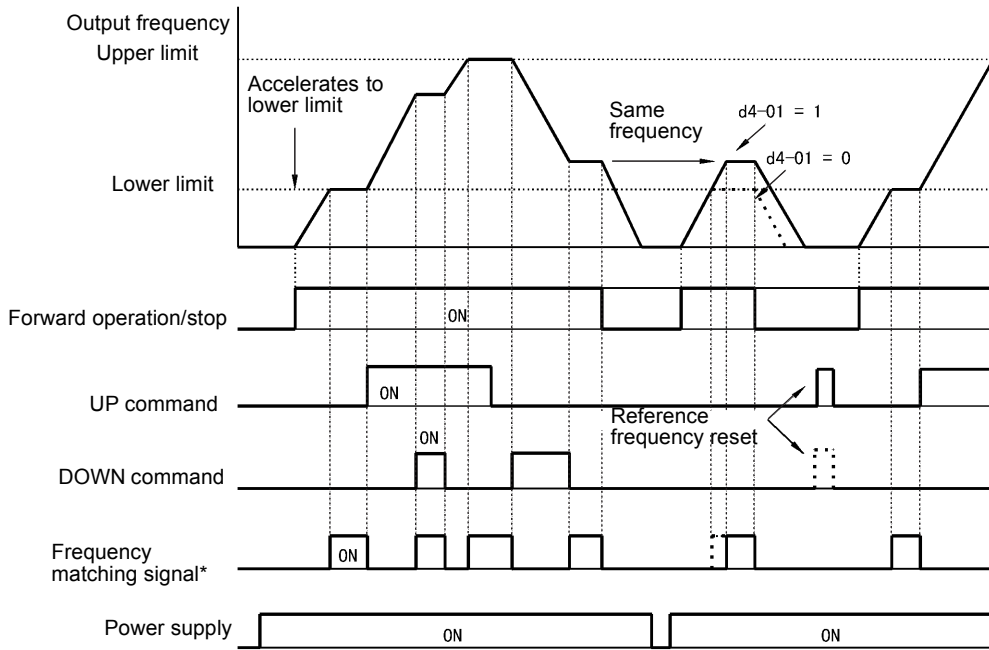 Output frequency
Upper limit
Accelerates to
lower limit
Same
frequency
d4-01 = 1
d4-01 = 0
Lower limit
Forward operation/stop
ON
UP command
ON
Reference
frequency reset
ON
DOWN command
Frequency
matching signal*
ON
Power supply
ON
ON